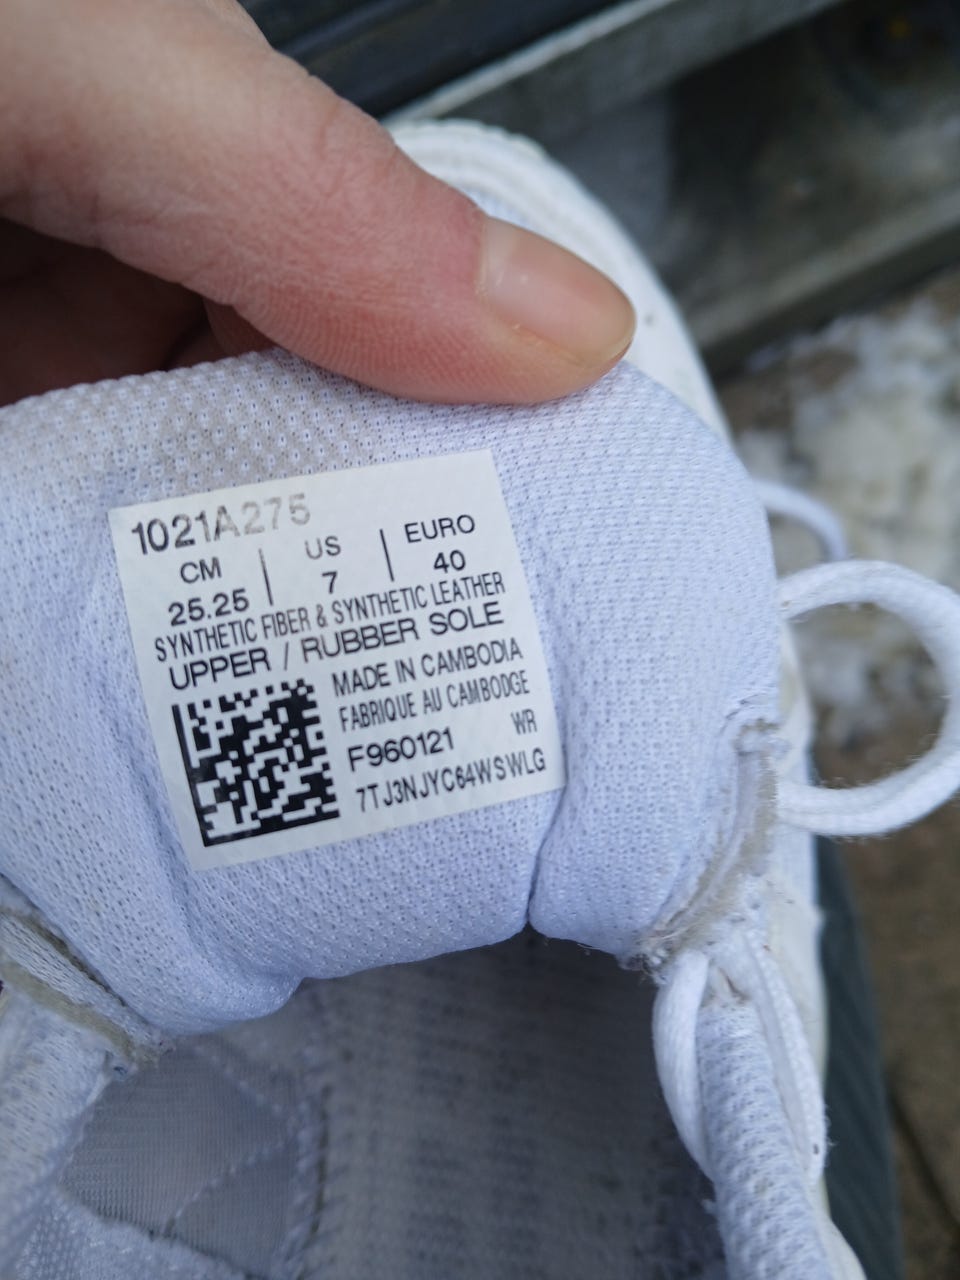 1021A275
CM | US | EURO
25.25 | 7 | 40
SYNTHETIC FIBER & SYNTHETIC LEATHER
UPPER / RUBBER SOLE
MADE IN CAMBODIA
FABRIQUE AU CAMBODGE
F960121 WR
7TJ3NJYC64WSWLG